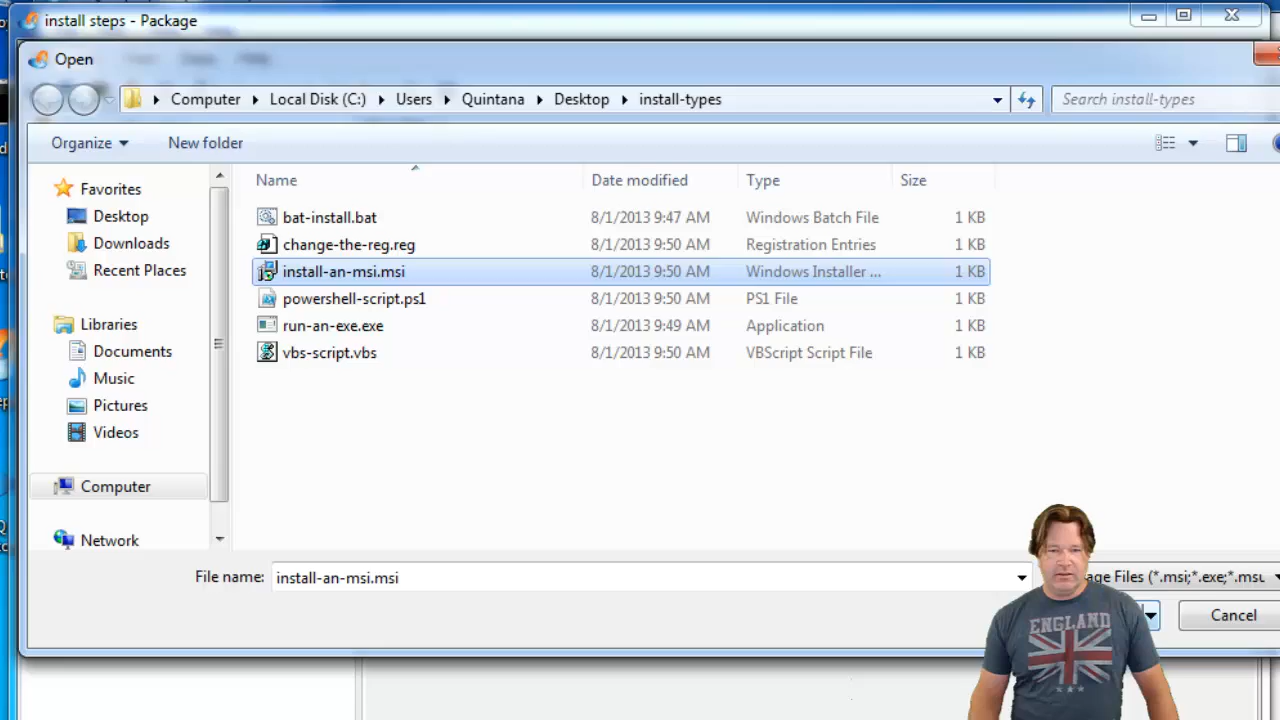 install steps - Package
Open
Computer Local Disk (C:) Users Quintana Desktop install-types
Search install-types
Organize New folder
Name Date modified Type Size
Favorites
Desktop
Downloads
Recent Places
Libraries
Documents
Music
Pictures
Videos
Computer
Network
bat-install.bat 8/1/2013 9:47 AM Windows Batch File 1 KB
change-the-reg.reg 8/1/2013 9:50 AM Registration Entries 1 KB
install-an-msi.msi 8/1/2013 9:50 AM Windows Installer ... 1 KB
powershell-script.ps1 8/1/2013 9:50 AM PS1 File 1 KB
run-an-exe.exe 8/1/2013 9:49 AM Application 1 KB
vbs-script.vbs 8/1/2013 9:50 AM VBScript Script File 1 KB
File name: install-an-msi.msi
age Files (*.msi;*.exe;*.msu
Cancel
ENGLAND